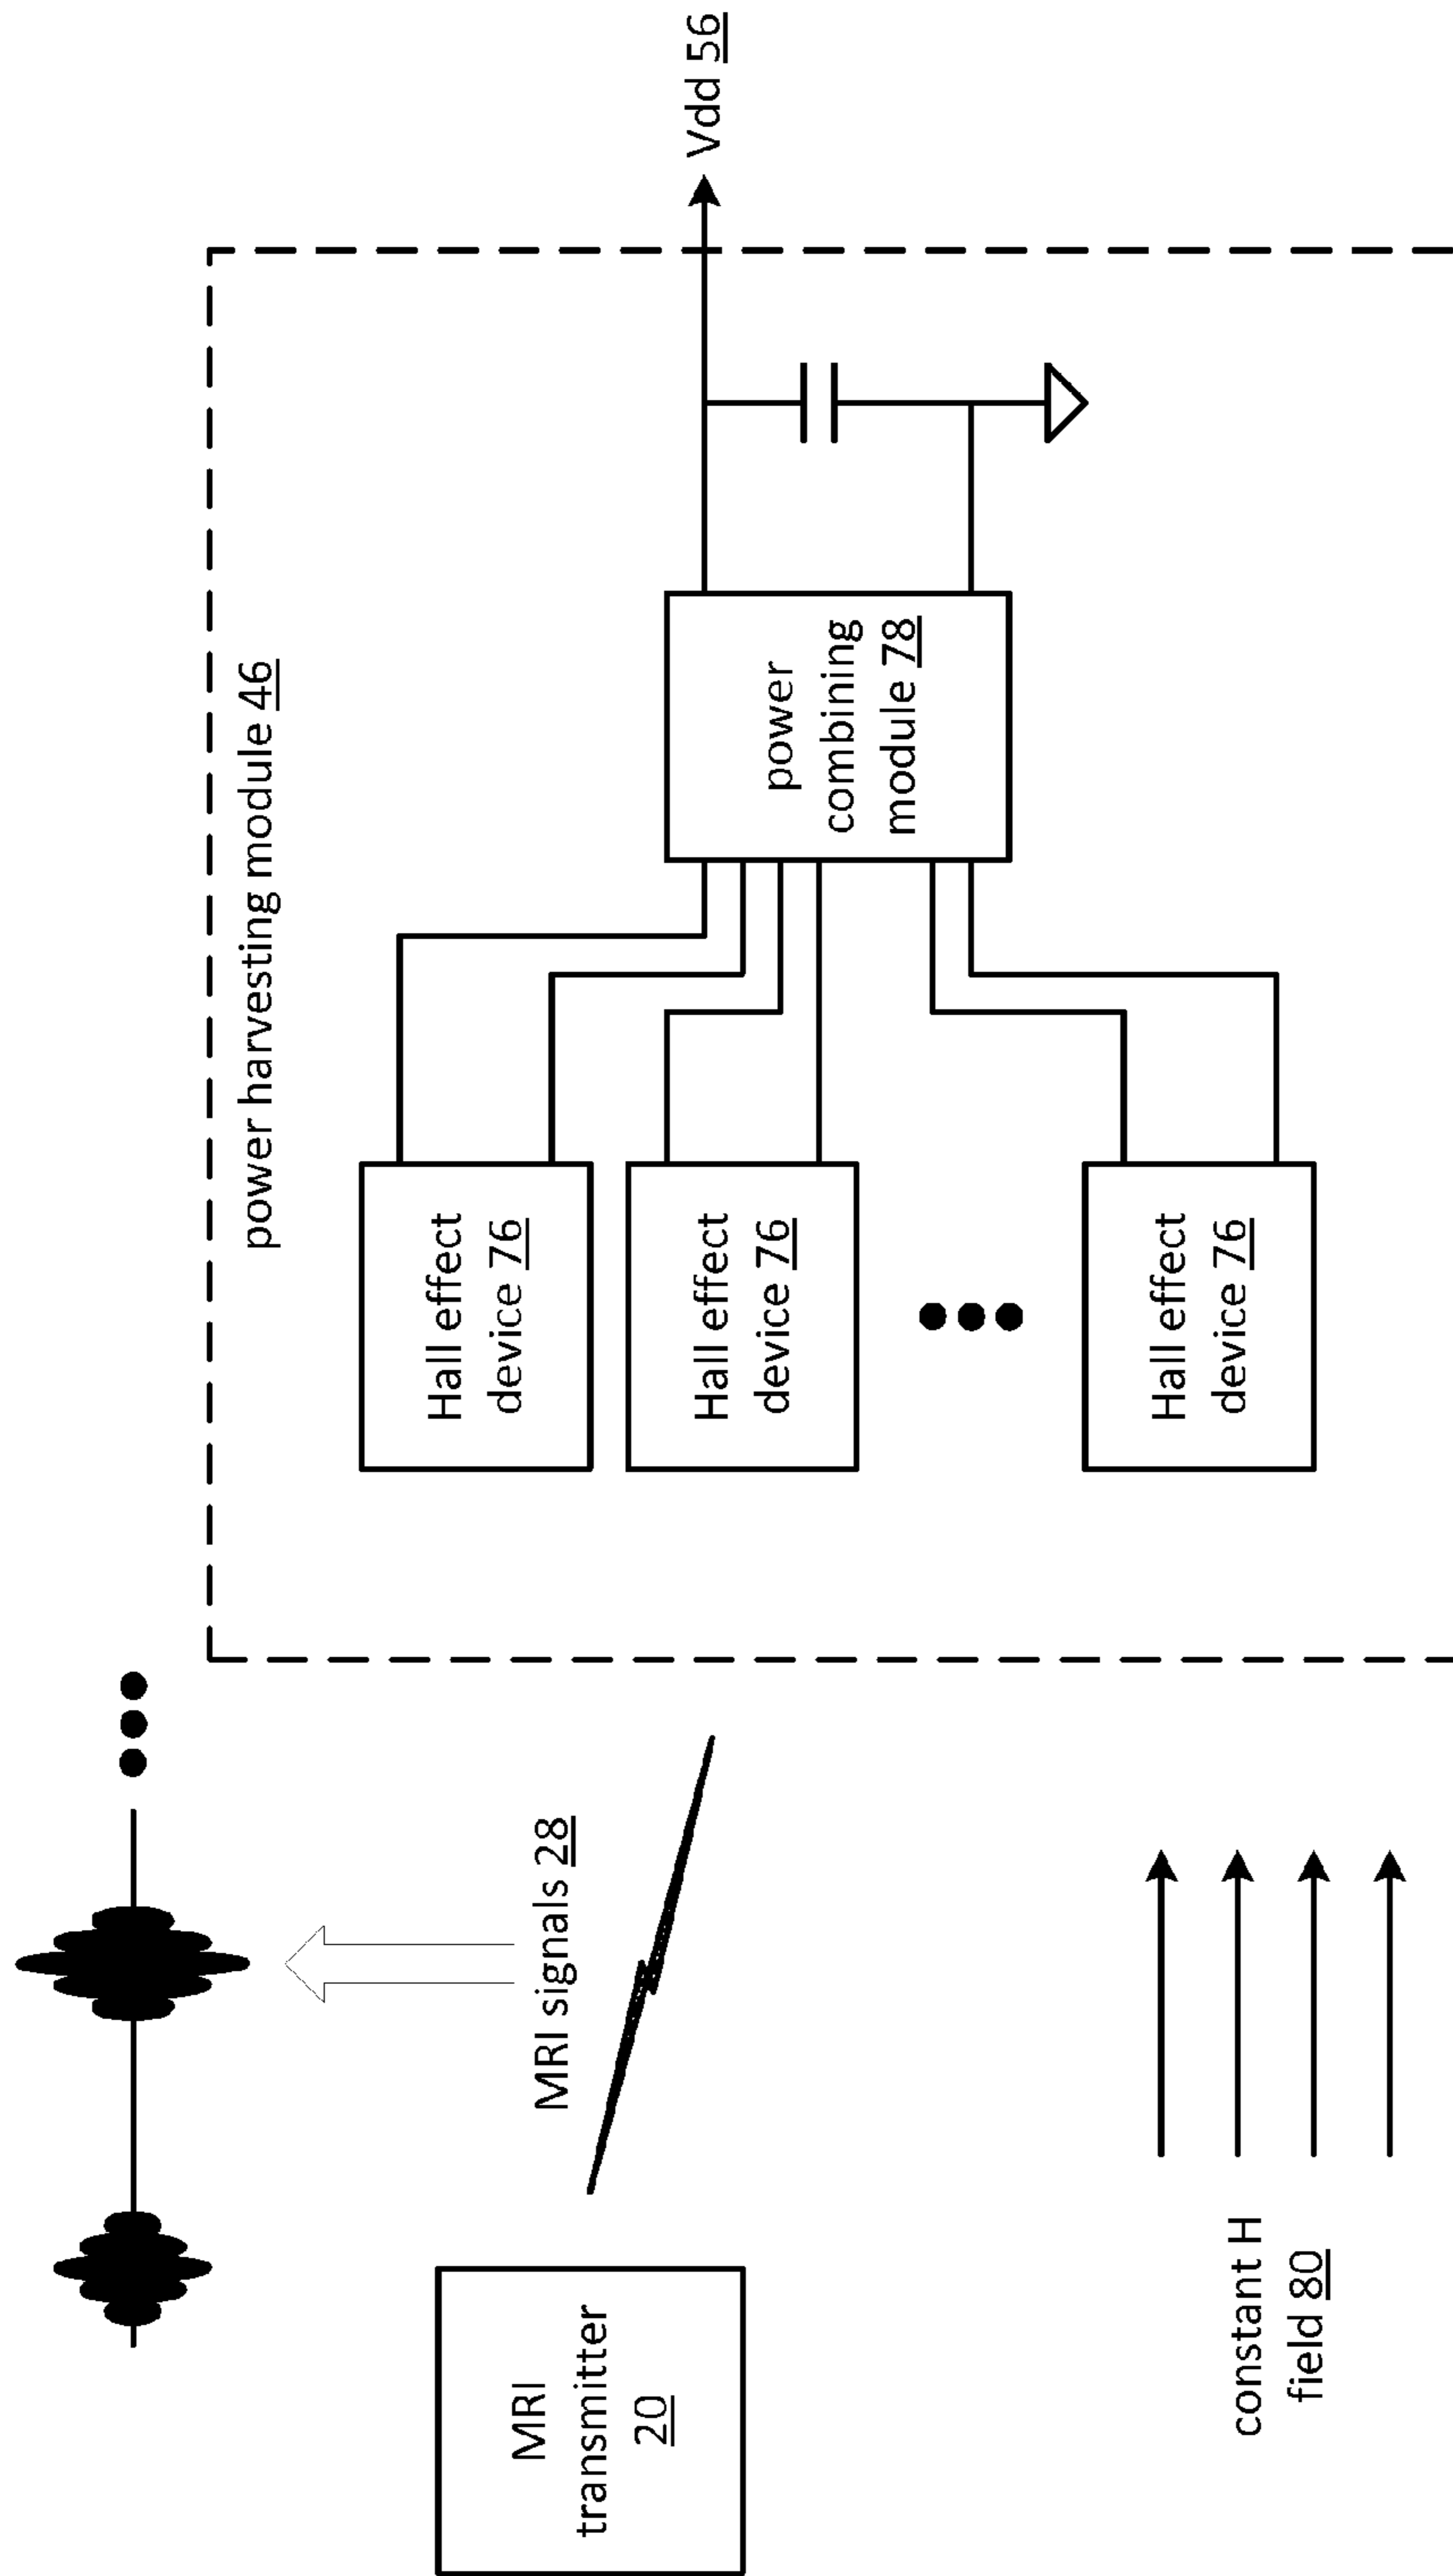 power harvesting module 46
MRI signals 28
MRI
transmitter
20
constant H
field 80
Hall effect
device 76
Hall effect
device 76
Hall effect
device 76
power
combining
module 78
Vdd 56